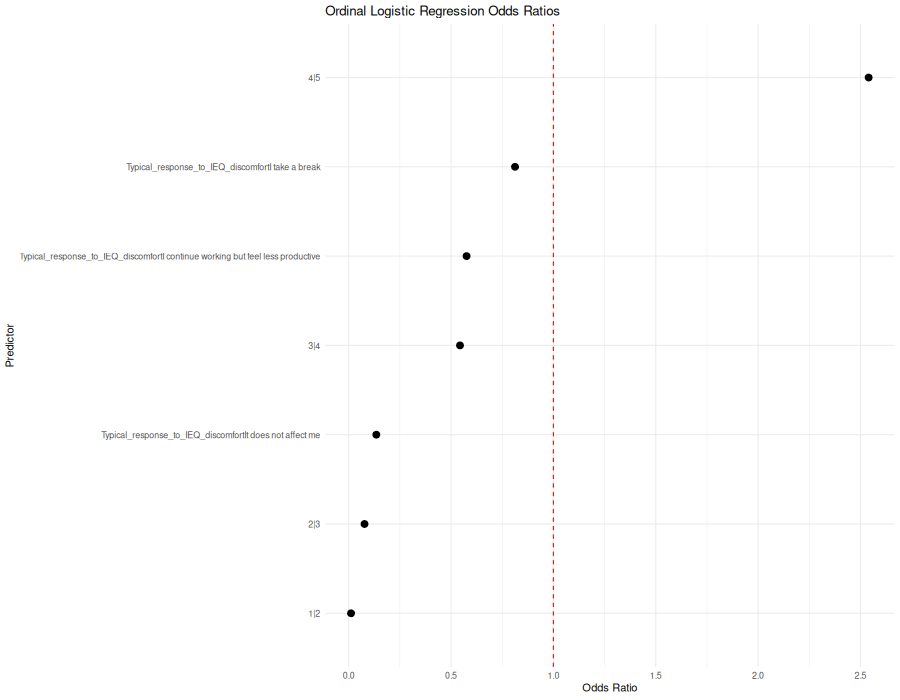 Ordinal Logistic Regression Odds Ratios
4|5
Typical_response_to_IEQ_discomfortI take a break
Typical_response_to_IEQ_discomfortI continue working but feel less productive
3|4
Typical_response_to_IEQ_discomfortIt does not affect me
2|3
1|2
Predictor
0.0 0.5 1.0 1.5 2.0 2.5
Odds Ratio